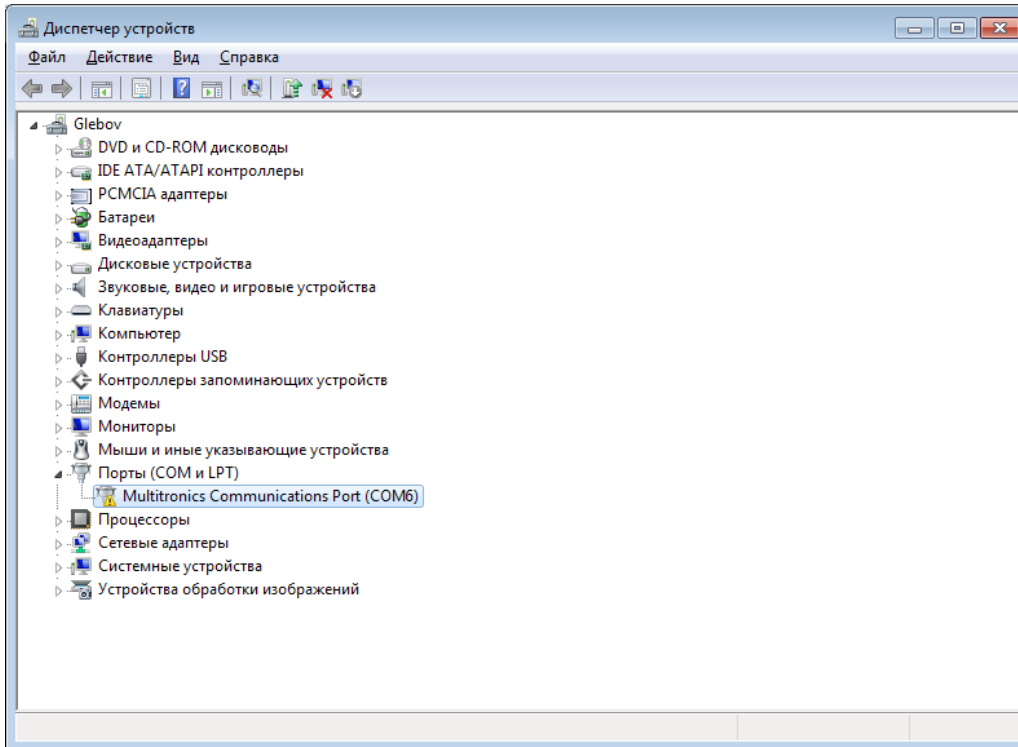 Диспетчер устройств
Файл Действие Вид Справка
Glebov
DVD и CD-ROM дисководы
IDE ATA/ATAPI контроллеры
PCMCIA адаптеры
Батареи
Видеоадаптеры
Дисковые устройства
Звуковые, видео и игровые устройства
Клавиатуры
Компьютер
Контроллеры USB
Контроллеры запоминающих устройств
Модемы
Мониторы
Мыши и иные указывающие устройства
Порты (COM и LPT)
Multitronics Communications Port (COM6)
Процессоры
Сетевые адаптеры
Системные устройства
Устройства обработки изображений